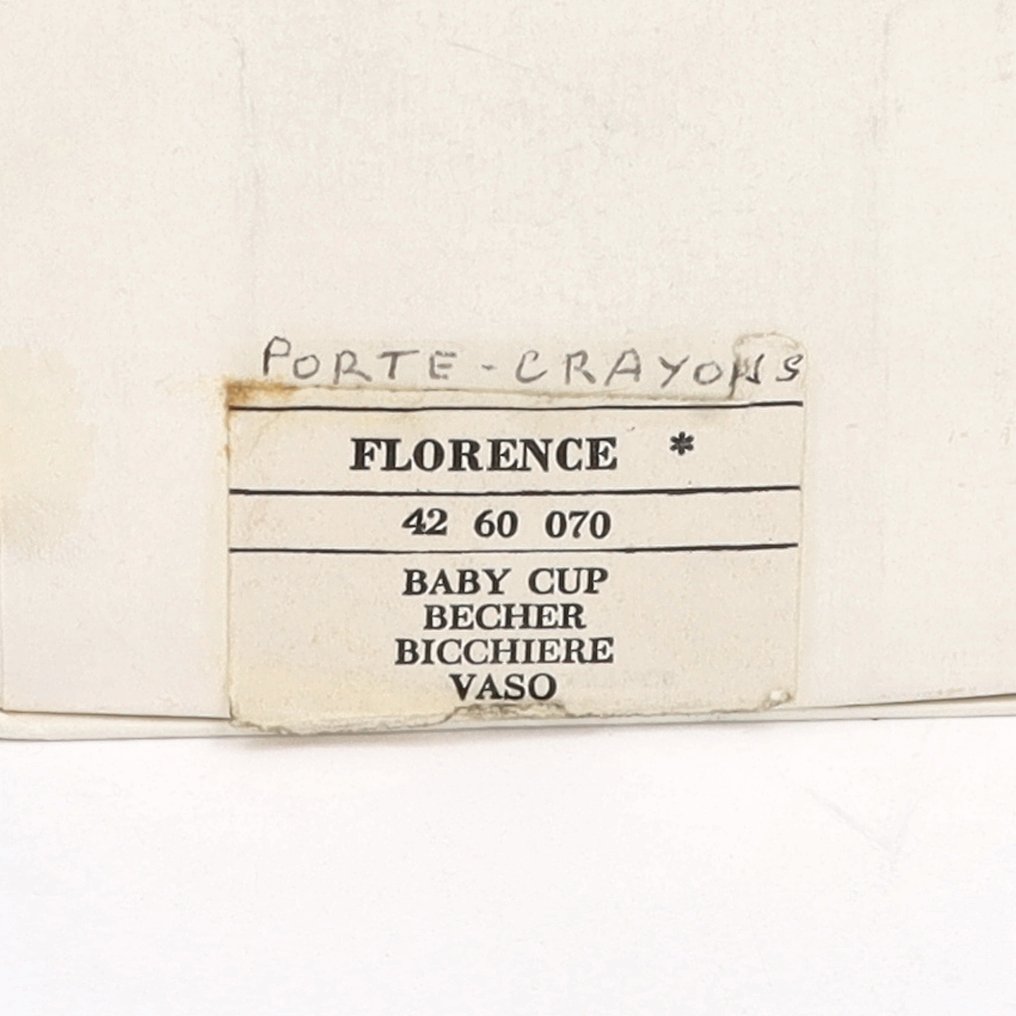 PORTE-CRAYONS
FLORENCE *
42 60 070
BABY CUP
BECHER
BICCHIERE
VASO